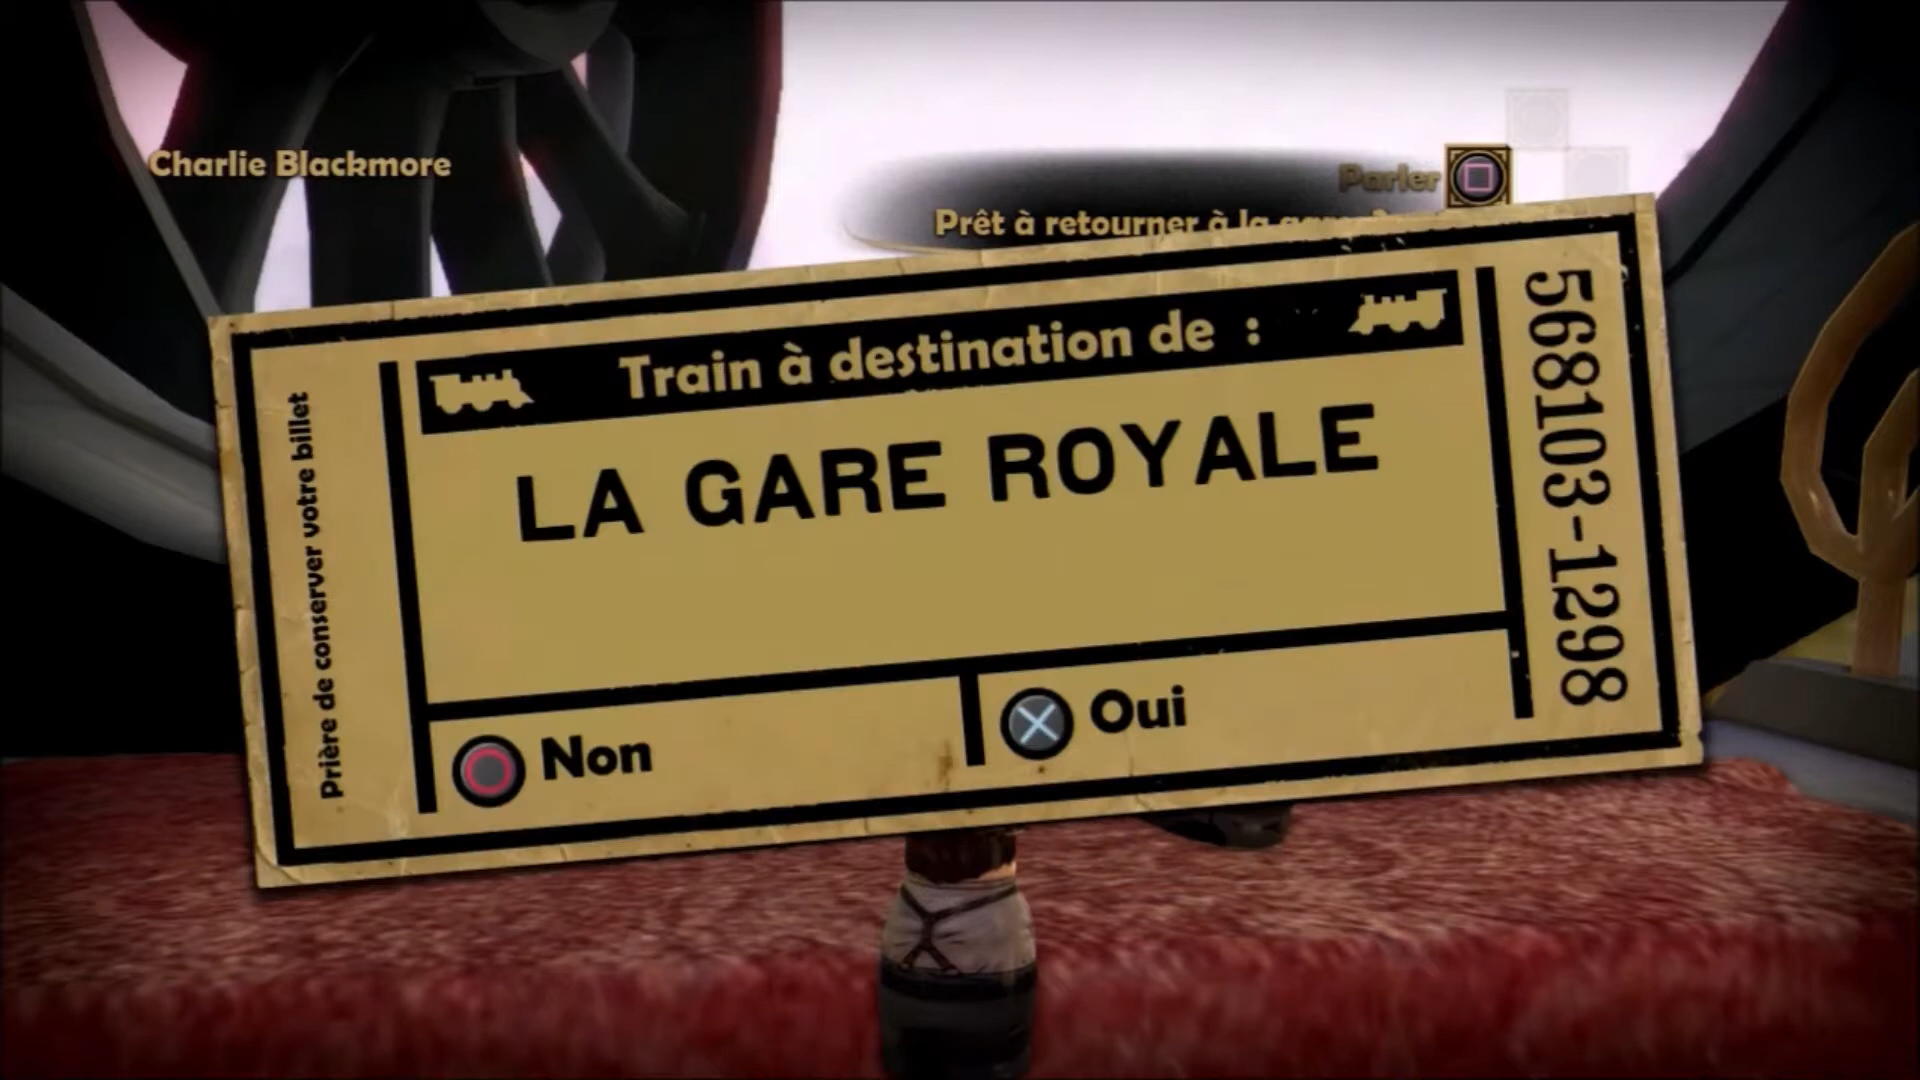 Charlie Blackmore
Parler
Prêt à retourner à la
Train à destination de :
LA GARE ROYALE
Non
Oui
Prière de conserver votre billet
568103-1298